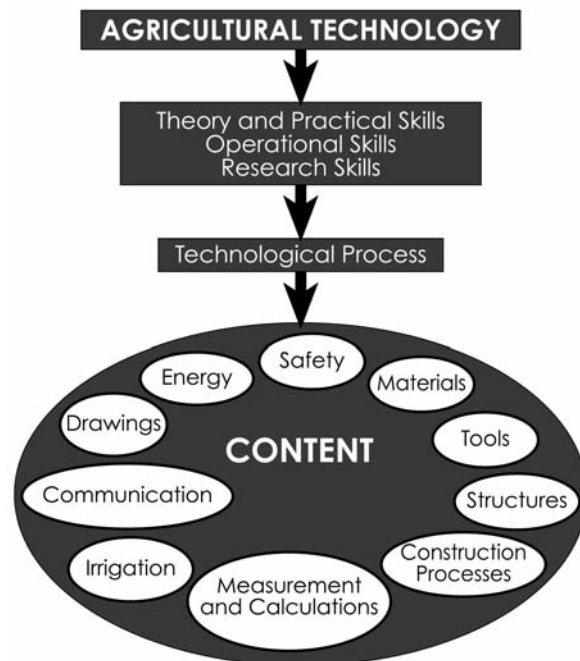 AGRICULTURAL TECHNOLOGY
Theory and Practical Skills
Operational Skills
Research Skills
Technological Process
Safety
Energy
Materials
Drawings
Tools
CONTENT
Communication
Structures
Irrigation
Construction
Processes
Measurement
and Calculations